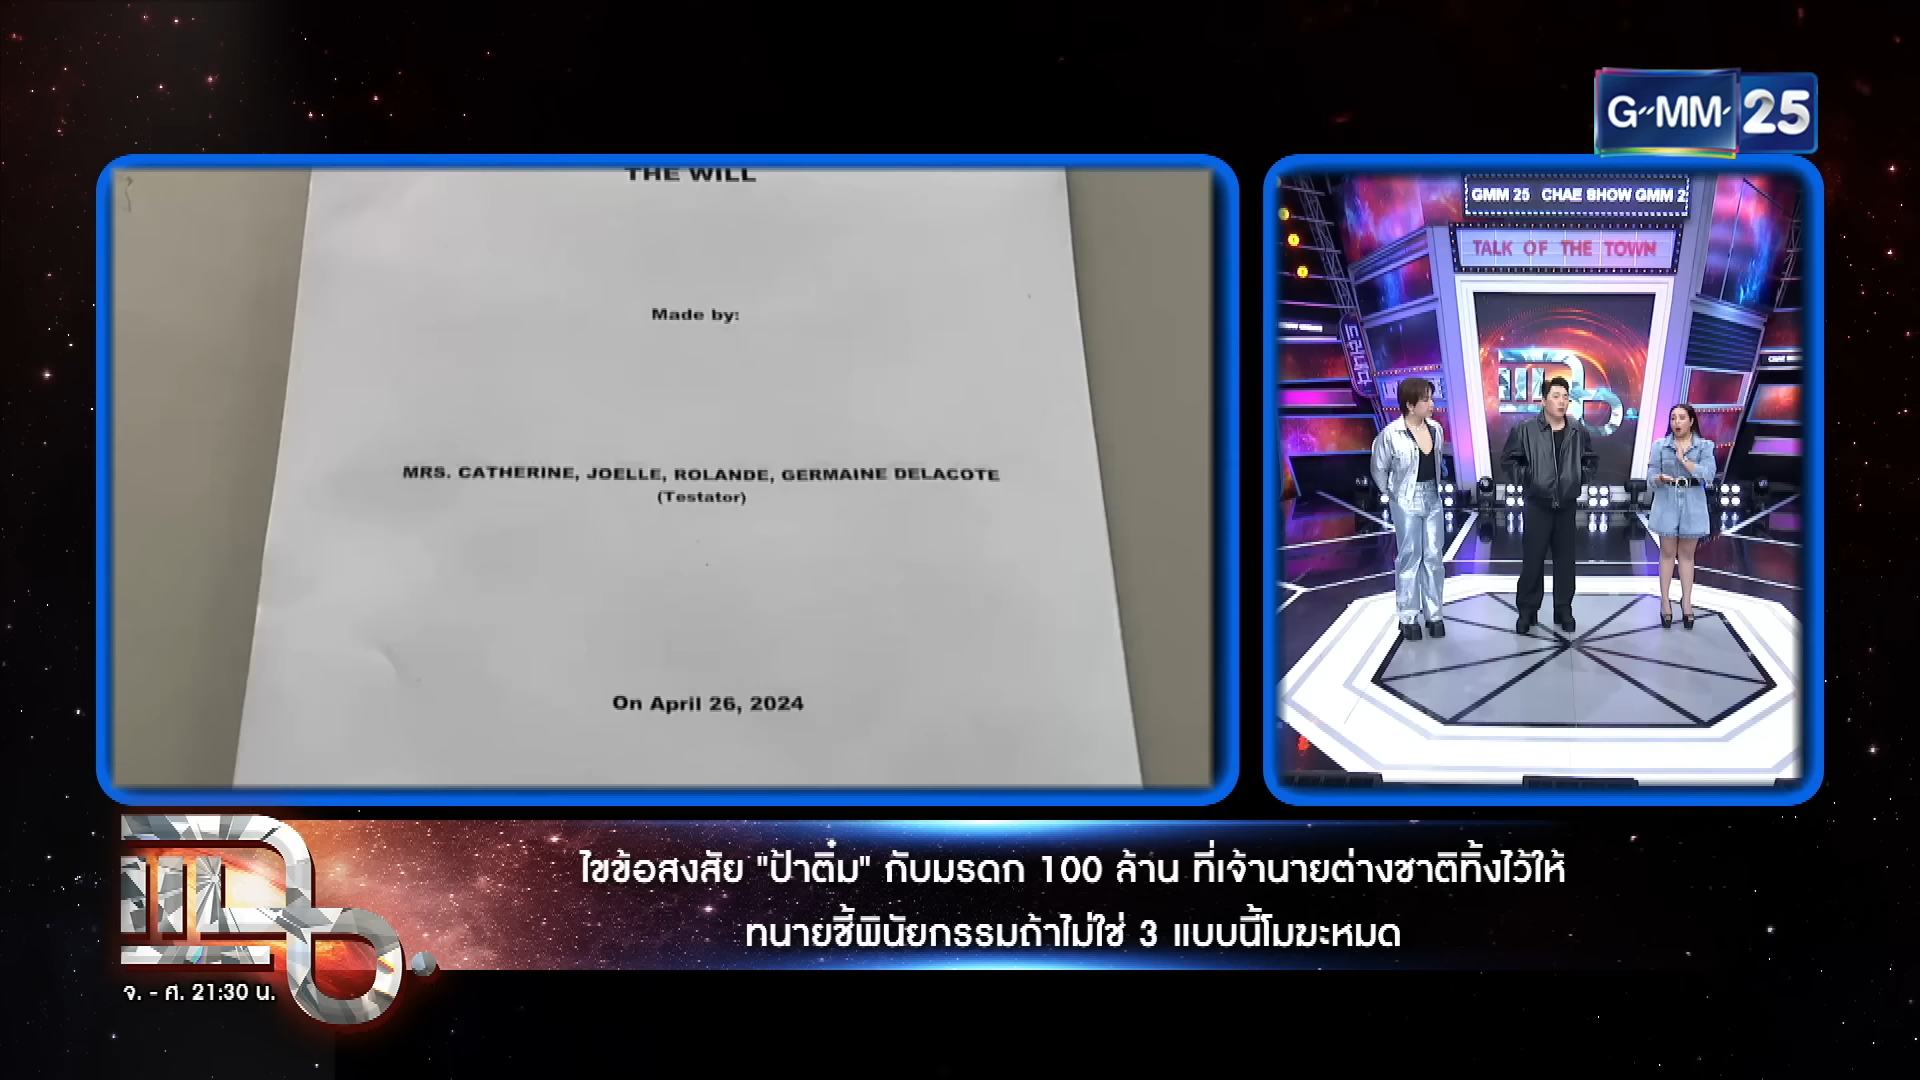 G"MM' 25
THE WILL
Made by:
MRS. CATHERINE, JOELLE, ROLANDE, GERMAINE DELACOTE
(Testator)
On April 26, 2024
GMM 25 CHAE SHOW GMM 2
TALK OF THE TOWN
แฉ
แฉ.
ไขข้อสงสัย "ป้าติ๋ม" กับมรดก 100 ล้าน ที่เจ้านายต่างชาติทิ้งไว้ให้
ทนายชี้พินัยกรรมถ้าไม่ใช่ 3 แบบนี้โมฆะหมด
จ. - ศ. 21:30 น.